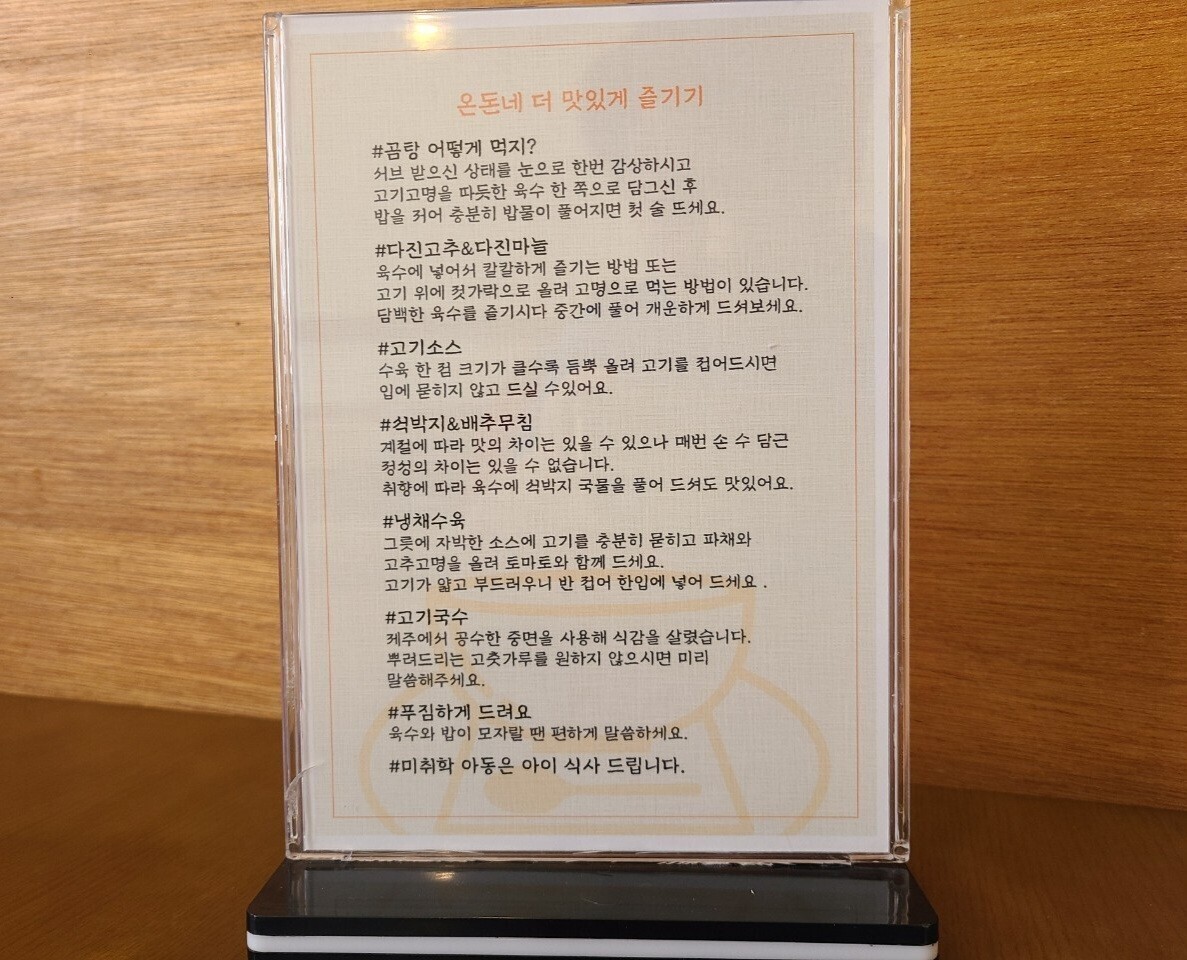 온돈네 더 맛있게 즐기기
#곰탕 어떻게 먹지?
서브 받으신 상태를 눈으로 한번 감상하시고
고기고명을 따듯한 육수 한 쪽으로 담그신 후
밥을 저어 충분히 밥물이 풀어지면 첫 술 뜨세요.
#다진고추&다진마늘
육수에 넣어서 칼칼하게 즐기는 방법 또는
고기 위에 젓가락으로 올려 고명으로 먹는 방법이 있습니다.
담백한 육수를 즐기시다 중간에 풀어 개운하게 드셔보세요.
#고기소스
수육 한 점 크기가 클수록 듬뿍 올려 고기를 접어드시면
입에 묻히지 않고 드실 수있어요.
#석박지&배추무침
계절에 따라 맛의 차이는 있을 수 있으나 매번 손 수 담근
정성의 차이는 있을 수 없습니다.
취향에 따라 육수에 석박지 국물을 풀어 드셔도 맛있어요.
#냉채수육
그릇에 자박한 소스에 고기를 충분히 묻히고 파채와
고추고명을 올려 토마토와 함께 드세요.
고기가 얇고 부드러우니 반 접어 한입에 넣어 드세요 .
#고기국수
제주에서 공수한 중면을 사용해 식감을 살렸습니다.
뿌려드리는 고춧가루를 원하지 않으시면 미리
말씀해주세요.
#푸짐하게 드려요
육수와 밥이 모자랄 땐 편하게 말씀하세요.
#미취학 아동은 아이 식사 드립니다.